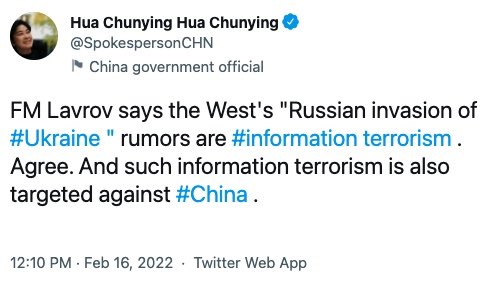 Hua Chunying Hua Chunying
@SpokespersonCHN
China government official
FM Lavrov says the West's "Russian invasion of
#Ukraine " rumors are #information terrorism .
Agree. And such information terrorism is also
targeted against #China .
12:10 PM · Feb 16, 2022 · Twitter Web App